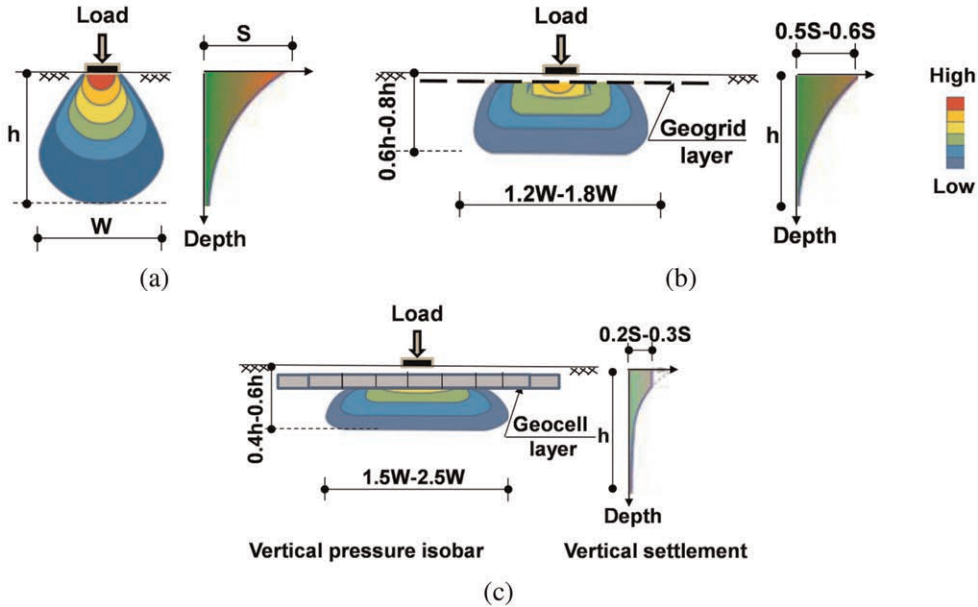 Load
S
h
W
Depth
(a)
Load
0.6h-0.8h
Geogrid
layer
1.2W-1.8W
0.5S-0.6S
h
Depth
High
Low
(b)
Load
0.4h-0.6h
Geocell
layer
1.5W-2.5W
0.2S-0.3S
h
Depth
Vertical pressure isobar
Vertical settlement
(c)